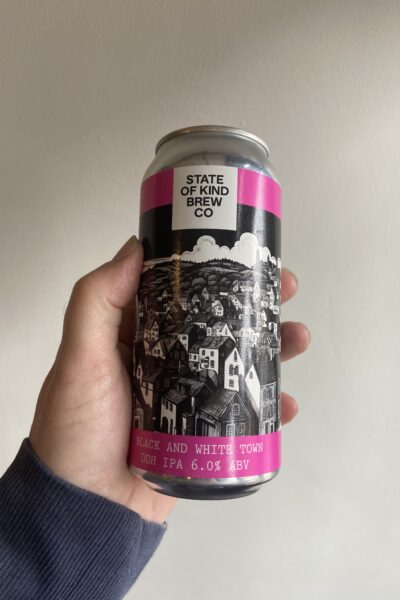 STATE
OF KIND
BREW
CO
BLACK AND WHITE TOWN
DDH IPA 6.0% ABV